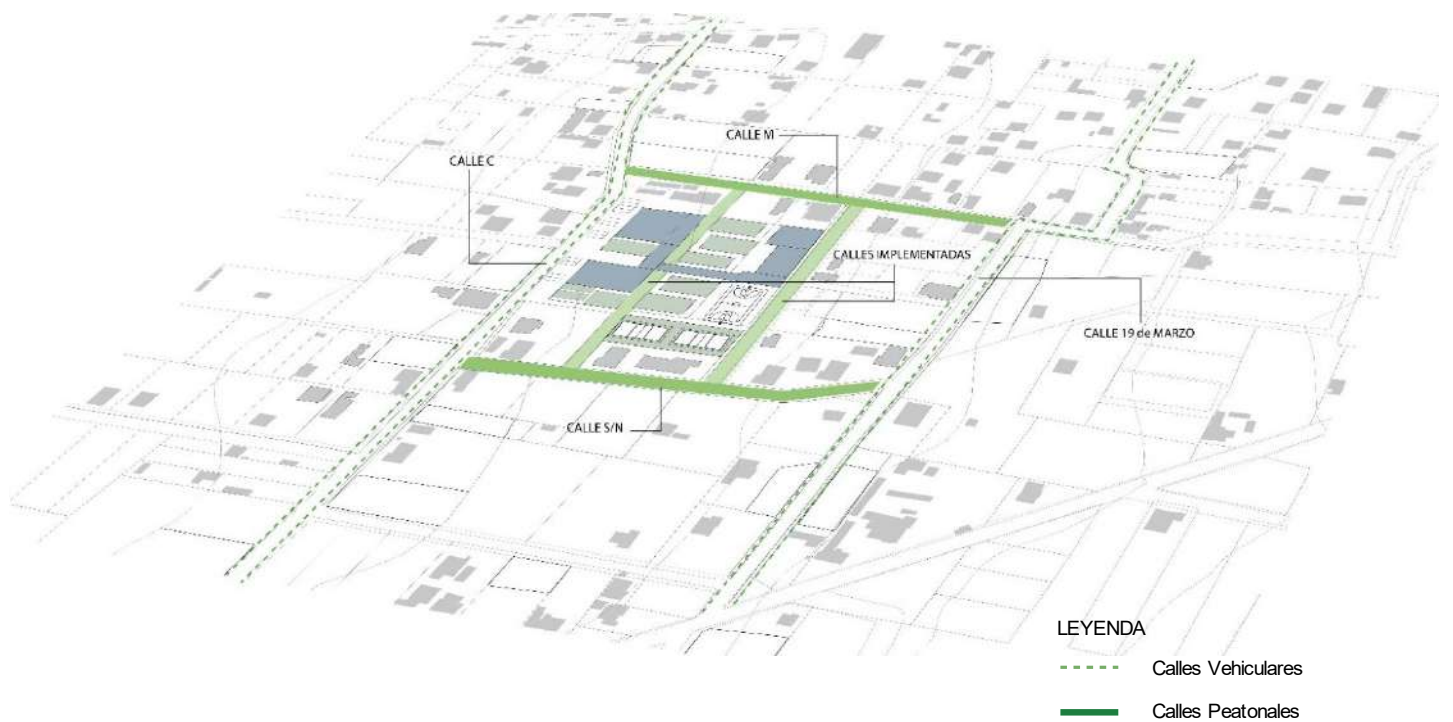 CALLE M
CALLE C
CALLES IMPLEMENTADAS
CALLE 19 de MARZO
CALLE S/N
LEYENDA
Calles Vehiculares
Calles Peatonales